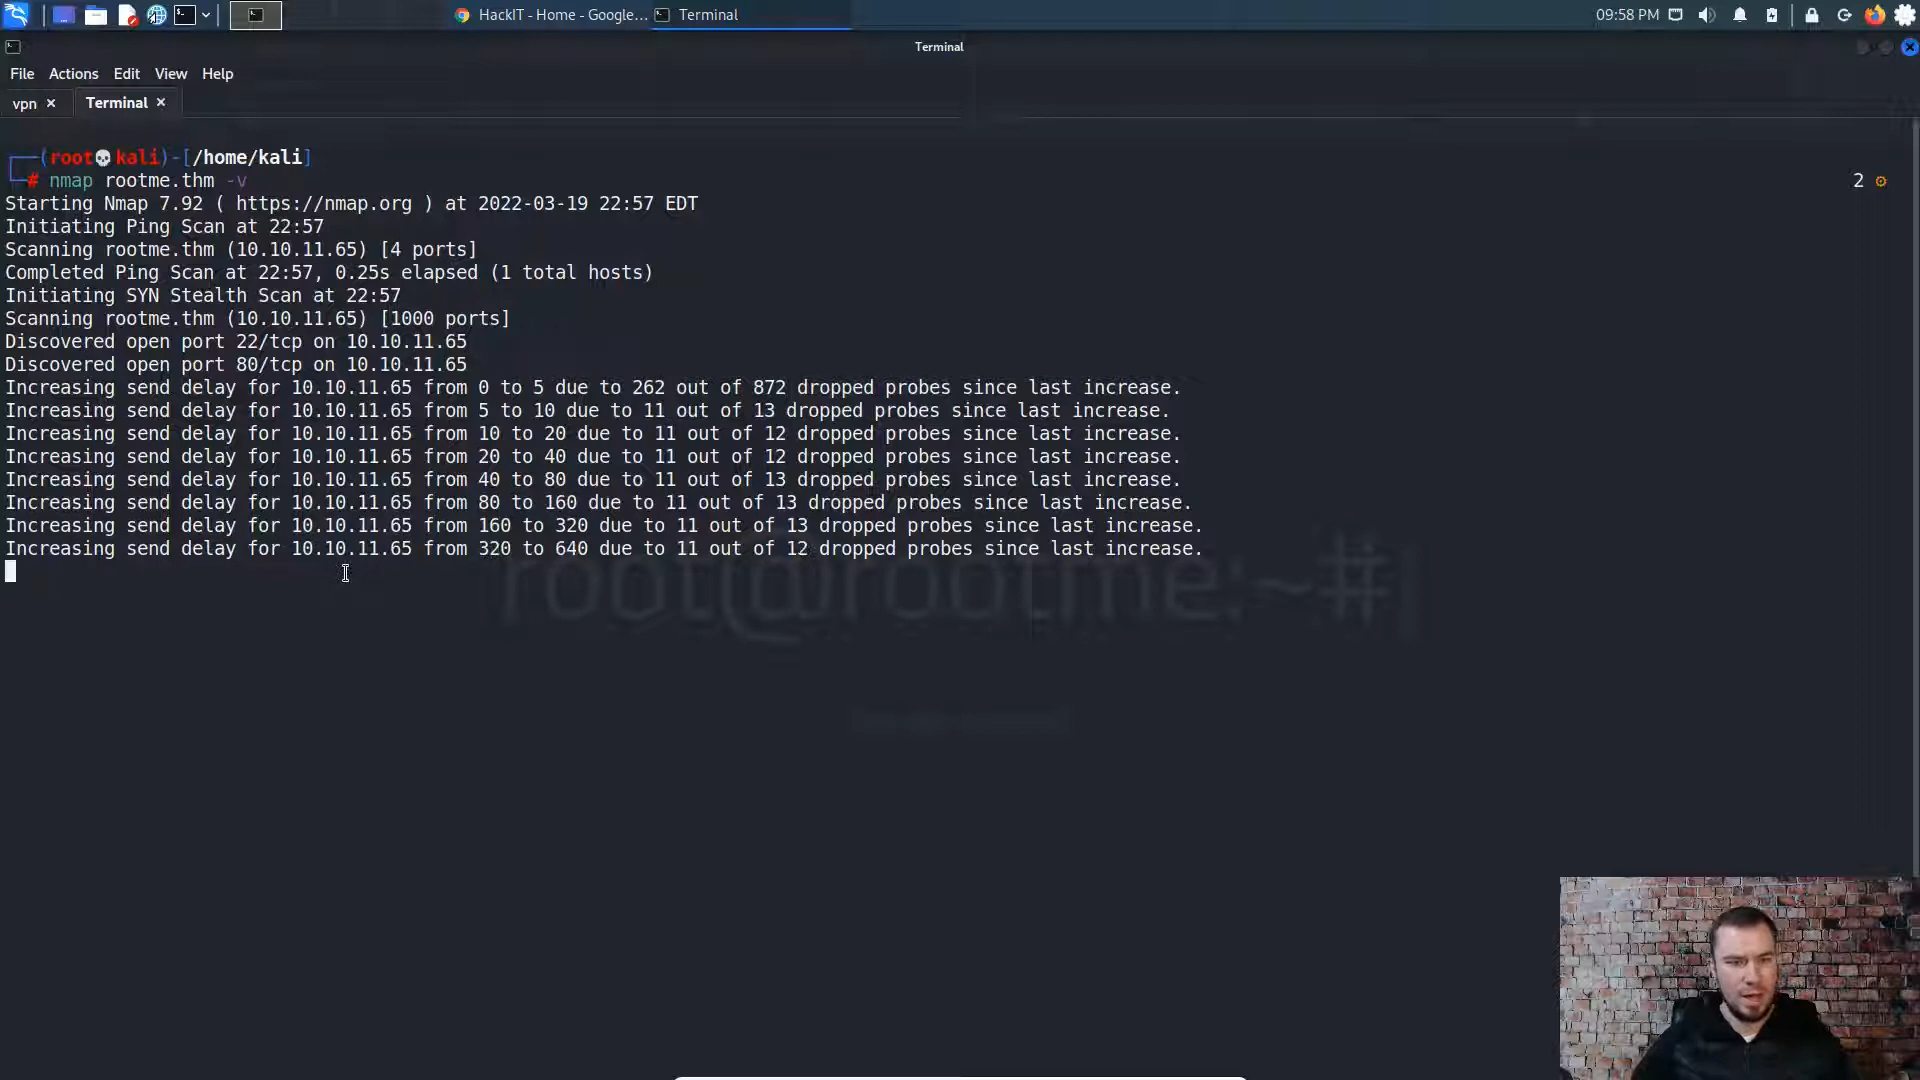 HackIT - Home - Google...
Terminal
09:58 PM
Terminal
File Actions Edit View Help
vpn
Terminal
(root💀kali)-[/home/kali]
# nmap rootme.thm -v
2
Starting Nmap 7.92 ( https://nmap.org ) at 2022-03-19 22:57 EDT
Initiating Ping Scan at 22:57
Scanning rootme.thm (10.10.11.65) [4 ports]
Completed Ping Scan at 22:57, 0.25s elapsed (1 total hosts)
Initiating SYN Stealth Scan at 22:57
Scanning rootme.thm (10.10.11.65) [1000 ports]
Discovered open port 22/tcp on 10.10.11.65
Discovered open port 80/tcp on 10.10.11.65
Increasing send delay for 10.10.11.65 from 0 to 5 due to 262 out of 872 dropped probes since last increase.
Increasing send delay for 10.10.11.65 from 5 to 10 due to 11 out of 13 dropped probes since last increase.
Increasing send delay for 10.10.11.65 from 10 to 20 due to 11 out of 12 dropped probes since last increase.
Increasing send delay for 10.10.11.65 from 20 to 40 due to 11 out of 12 dropped probes since last increase.
Increasing send delay for 10.10.11.65 from 40 to 80 due to 11 out of 13 dropped probes since last increase.
Increasing send delay for 10.10.11.65 from 80 to 160 due to 11 out of 13 dropped probes since last increase.
Increasing send delay for 10.10.11.65 from 160 to 320 due to 11 out of 13 dropped probes since last increase.
Increasing send delay for 10.10.11.65 from 320 to 640 due to 11 out of 12 dropped probes since last increase.
root@rootme:~#